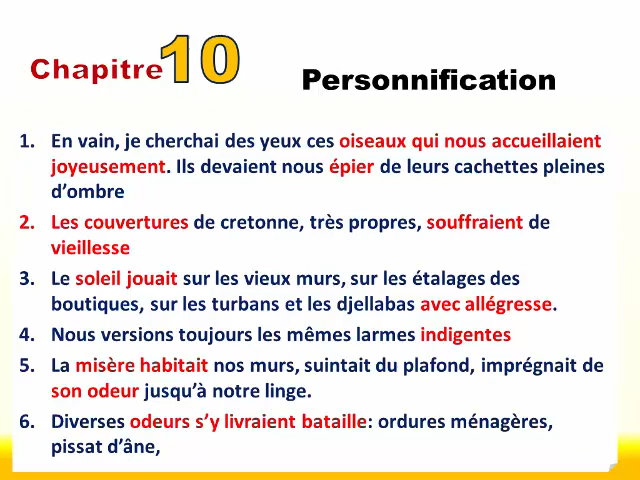 Chapitre 10
Personnification
1. En vain, je cherchai des yeux ces oiseaux qui nous accueillaient
joyeusement. Ils devaient nous épier de leurs cachettes pleines
d’ombre
2. Les couvertures de cretonne, très propres, souffraient de
vieillesse
3. Le soleil jouait sur les vieux murs, sur les étalages des
boutiques, sur les turbans et les djellabas avec allégresse.
4. Nous versions toujours les mêmes larmes indigentes
5. La misère habitait nos murs, suintait du plafond, imprégnait de
son odeur jusqu’à notre linge.
6. Diverses odeurs s’y livraient bataille: ordures ménagères,
pissat d’âne,